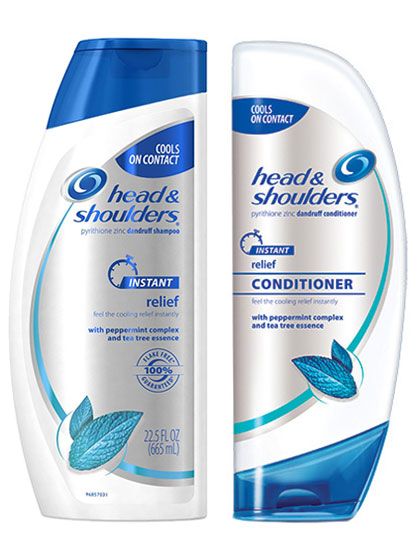 COOLS
ON CONTACT
head &
shoulders
pyrithione zinc dandruff shampoo
INSTANT
relief
feel the cooling relief instantly
with peppermint complex
and tea tree essence
FLAKE FREE
100%
GUARANTEED
22.5 FL OZ
(665 mL)
96857031
COOLS
ON CONTACT
head &
shoulders
pyrithione zinc dandruff conditioner
INSTANT
relief
CONDITIONER
feel the cooling relief instantly
with peppermint complex
and tea tree essence